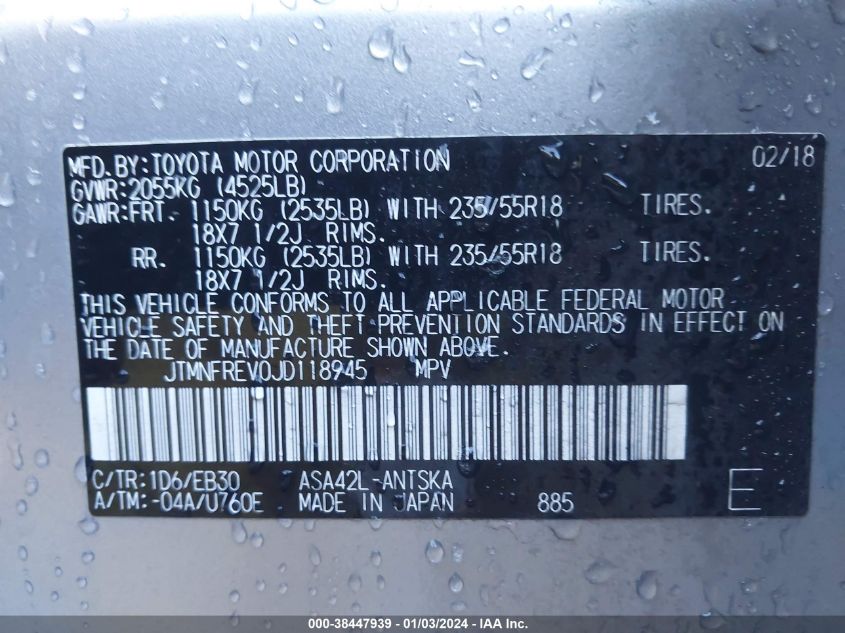 MFD.BY:TOYOTA MOTOR CORPORATION 02/18
GVWR:2055KG (4525LB)
GAWR:FRT. 1150KG (2535LB) WITH 235/55R18 TIRES.
18X7 1/2J RIMS.
RR. 1150KG (2535LB) WITH 235/55R18 TIRES.
18X7 1/2J RIMS.
THIS VEHICLE CONFORMS TO ALL APPLICABLE FEDERAL MOTOR
VEHICLE SAFETY AND THEFT PREVENTION STANDARDS IN EFFECT ON
THE DATE OF MANUFACTURE SHOWN ABOVE.
JTMNFREV0JD118945 MPV
C/TR:1D6/EB30 ASA42L-ANTSKA
A/TM:-04A/U760E MADE IN JAPAN 885 E
000-38447939 - 01/03/2024 - IAA Inc.